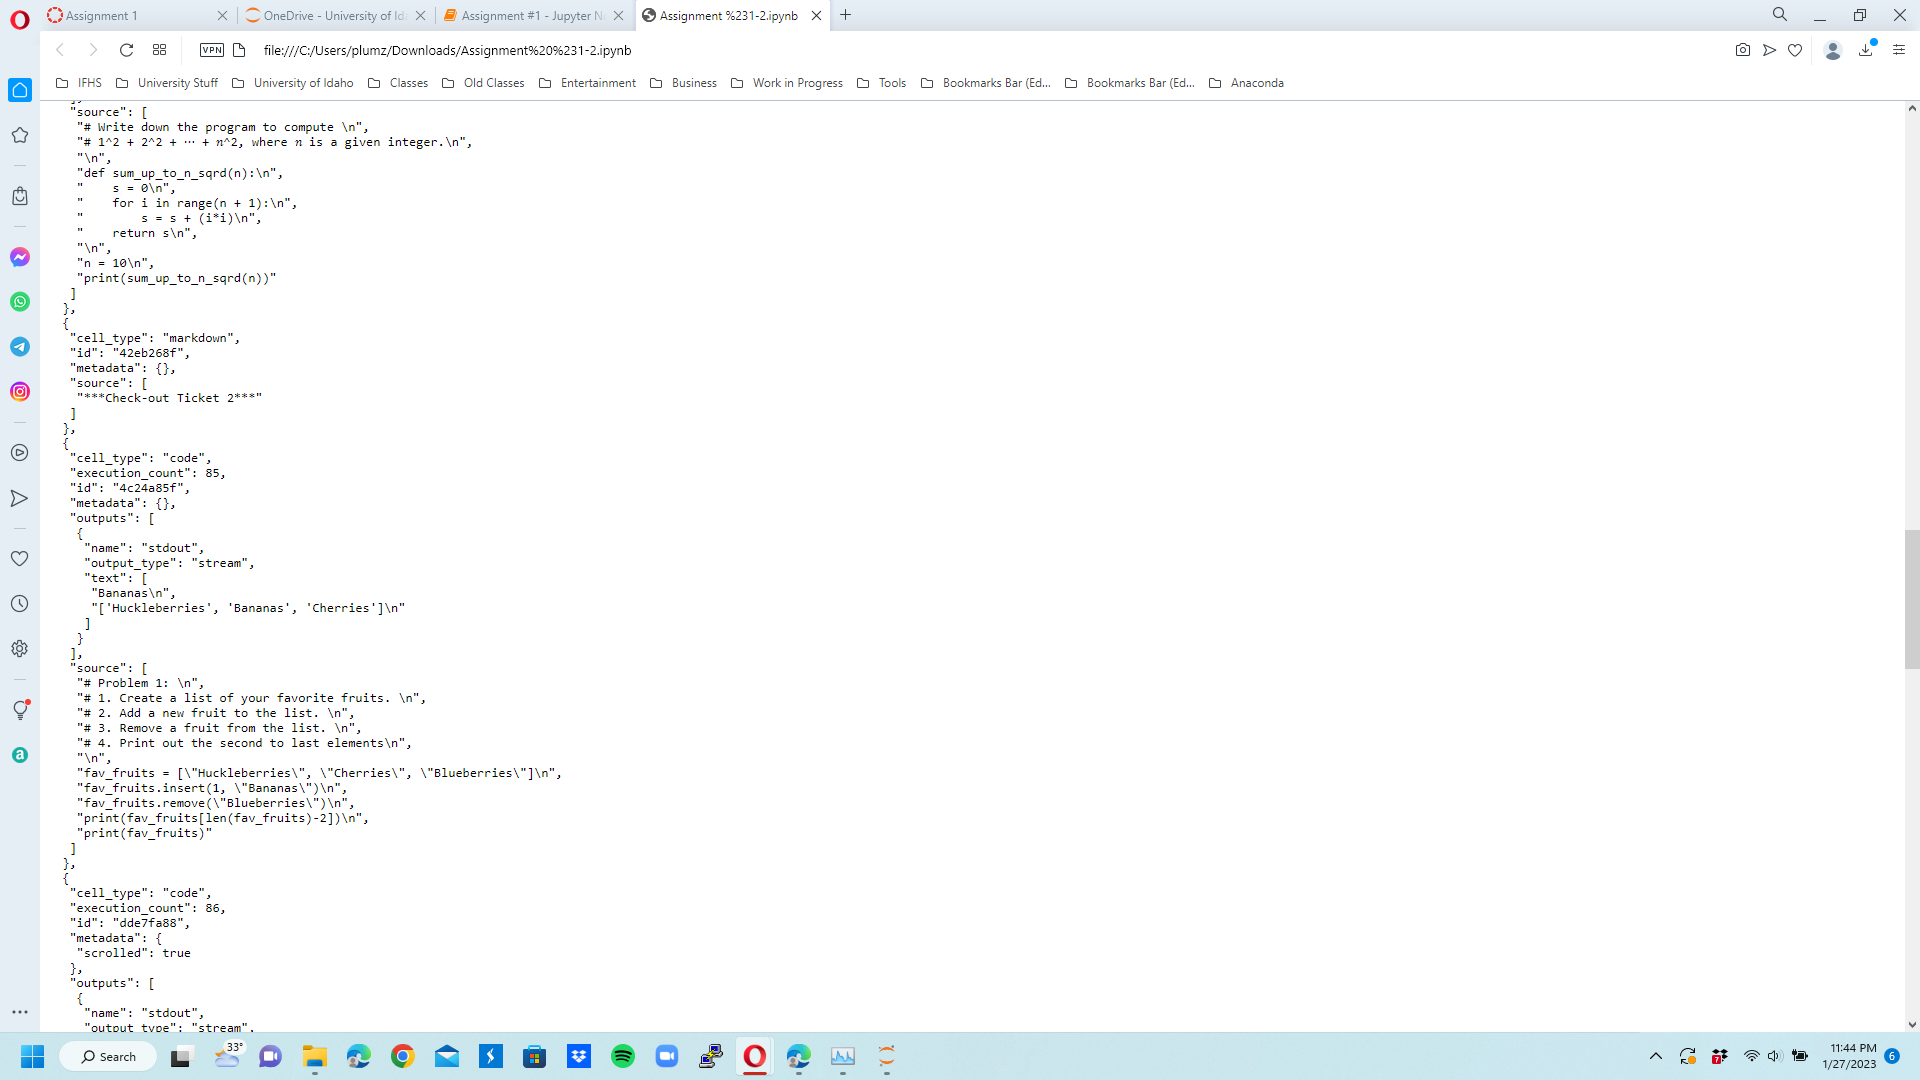 Assignment 1
OneDrive - University of Ida
Assignment #1 - Jupyter N
Assignment %231-2.ipynb
VPN
file:///C:/Users/plumz/Downloads/Assignment%20%231-2.ipynb
IFHS
University Stuff
University of Idaho
Classes
Old Classes
Entertainment
Business
Work in Progress
Tools
Bookmarks Bar (Ed...
Bookmarks Bar (Ed...
Anaconda
],
"source": [
"# Write down the program to compute \n",
"# 1^2 + 2^2 + ⋯ + 𝑛^2, where 𝑛 is a given integer.\n",
"\n",
"def sum_up_to_n_sqrd(n):\n",
"    s = 0\n",
"    for i in range(n + 1):\n",
"        s = s + (i*i)\n",
"    return s\n",
"\n",
"n = 10\n",
"print(sum_up_to_n_sqrd(n))"
]
},
{
"cell_type": "markdown",
"id": "42eb268f",
"metadata": {},
"source": [
"***Check-out Ticket 2***"
]
},
{
"cell_type": "code",
"execution_count": 85,
"id": "4c24a85f",
"metadata": {},
"outputs": [
{
"name": "stdout",
"output_type": "stream",
"text": [
"Bananas\n",
"['Huckleberries', 'Bananas', 'Cherries']\n"
]
}
],
"source": [
"# Problem 1: \n",
"# 1. Create a list of your favorite fruits. \n",
"# 2. Add a new fruit to the list. \n",
"# 3. Remove a fruit from the list. \n",
"# 4. Print out the second to last elements\n",
"\n",
"fav_fruits = [\"Huckleberries\", \"Cherries\", \"Blueberries\"]\n",
"fav_fruits.insert(1, \"Bananas\")\n",
"fav_fruits.remove(\"Blueberries\")\n",
"print(fav_fruits[len(fav_fruits)-2])\n",
"print(fav_fruits)"
]
},
{
"cell_type": "code",
"execution_count": 86,
"id": "dde7fa88",
"metadata": {
"scrolled": true
},
"outputs": [
{
"name": "stdout",
"output_type": "stream",
Search
33°
7
11:44 PM
1/27/2023
6